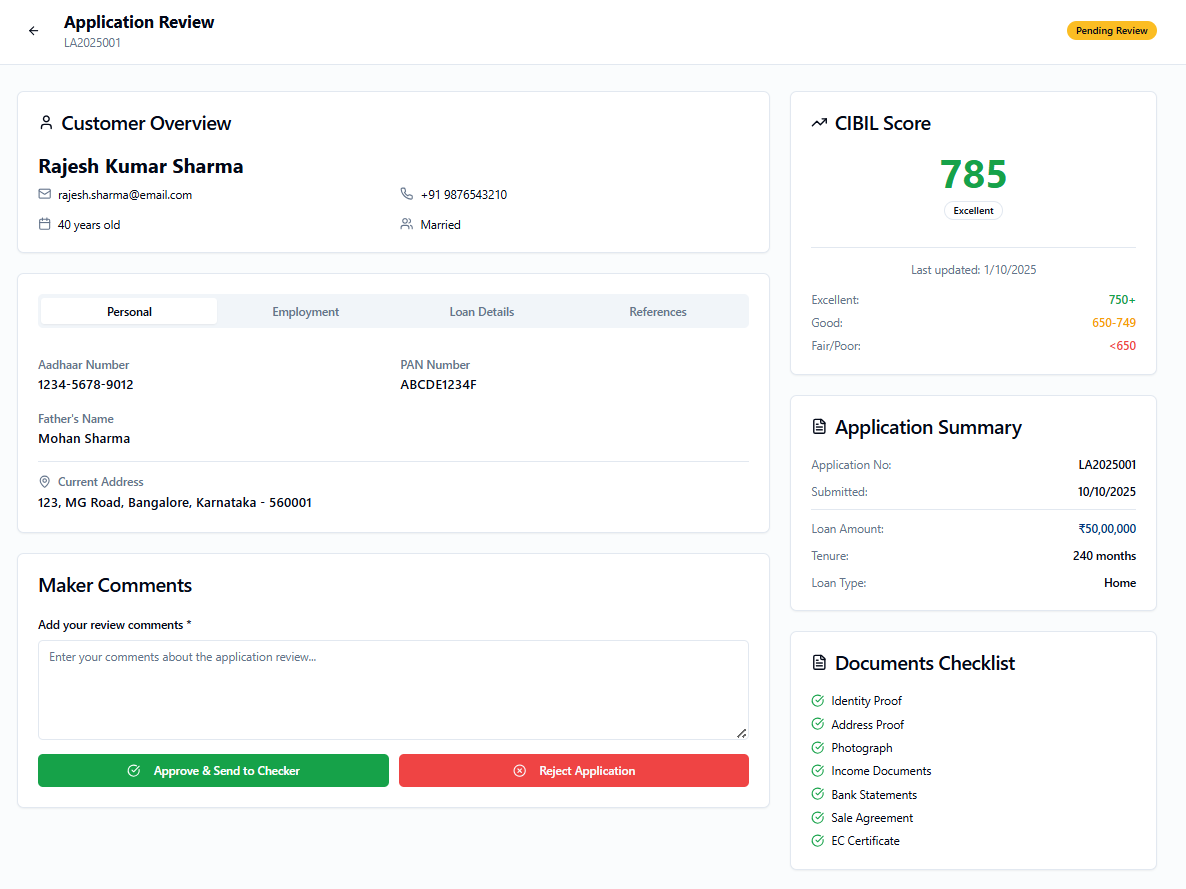 Application Review
LA2025001
Pending Review
Customer Overview
Rajesh Kumar Sharma
rajesh.sharma@email.com
+91 9876543210
40 years old
Married
Personal
Employment
Loan Details
References
Aadhaar Number
1234-5678-9012
PAN Number
ABCDE1234F
Father's Name
Mohan Sharma
Current Address
123, MG Road, Bangalore, Karnataka - 560001
Maker Comments
Add your review comments *
Enter your comments about the application review...
Approve & Send to Checker
Reject Application
CIBIL Score
785
Excellent
Last updated: 1/10/2025
Excellent: 750+
Good: 650-749
Fair/Poor: <650
Application Summary
Application No: LA2025001
Submitted: 10/10/2025
Loan Amount: ₹50,00,000
Tenure: 240 months
Loan Type: Home
Documents Checklist
Identity Proof
Address Proof
Photograph
Income Documents
Bank Statements
Sale Agreement
EC Certificate